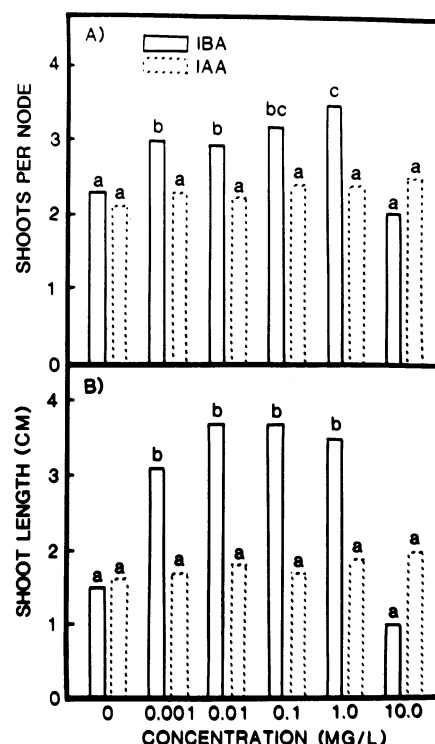 A)
IBA
IAA
SHOOTS PER NODE
4
3
2
1
0
a a b a b a bc a c a a a
B)
SHOOT LENGTH (CM)
4
3
2
1
0
a a b a b a b a b a a a
0 0.001 0.01 0.1 1.0 10.0
CONCENTRATION (MG/L)